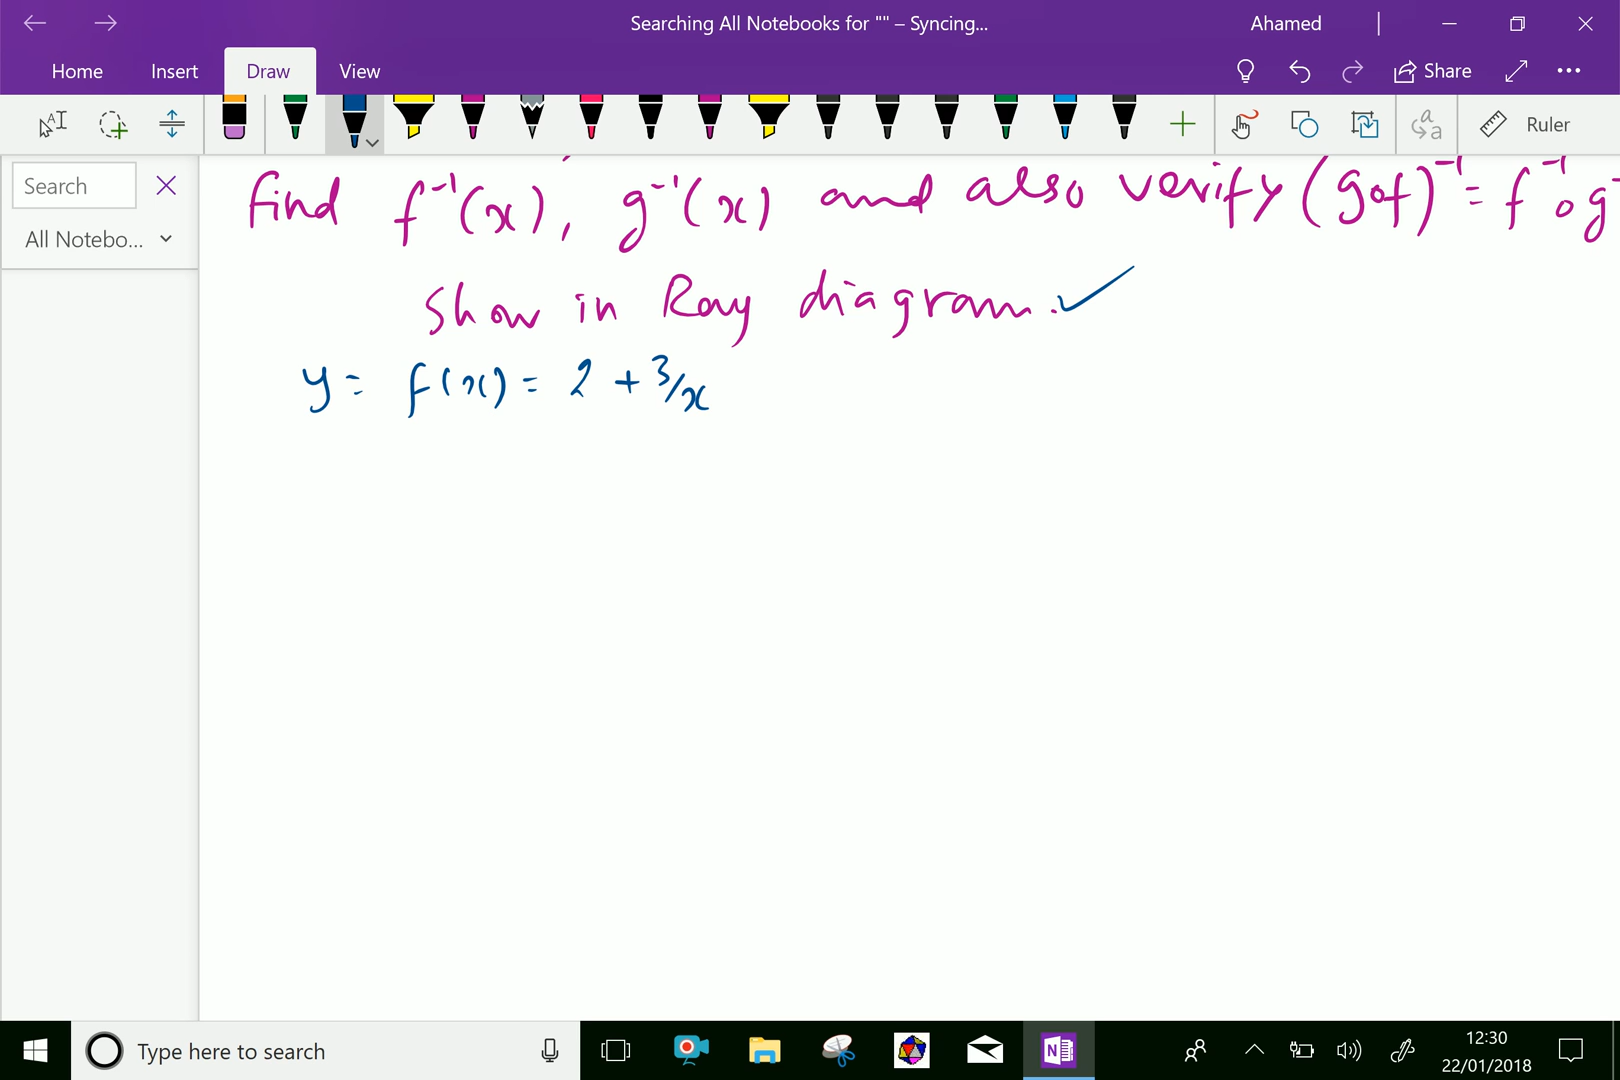 Searching All Notebooks for "" – Syncing...
Ahamed
Home Insert Draw View
Share
Ruler
Search
All Notebo...
find f⁻¹(x), g⁻¹(x) and also verify (gof)⁻¹ = f⁻¹og⁻
show in Ray diagram.
y = f(x) = 2 + 3/x
Type here to search
12:30
22/01/2018